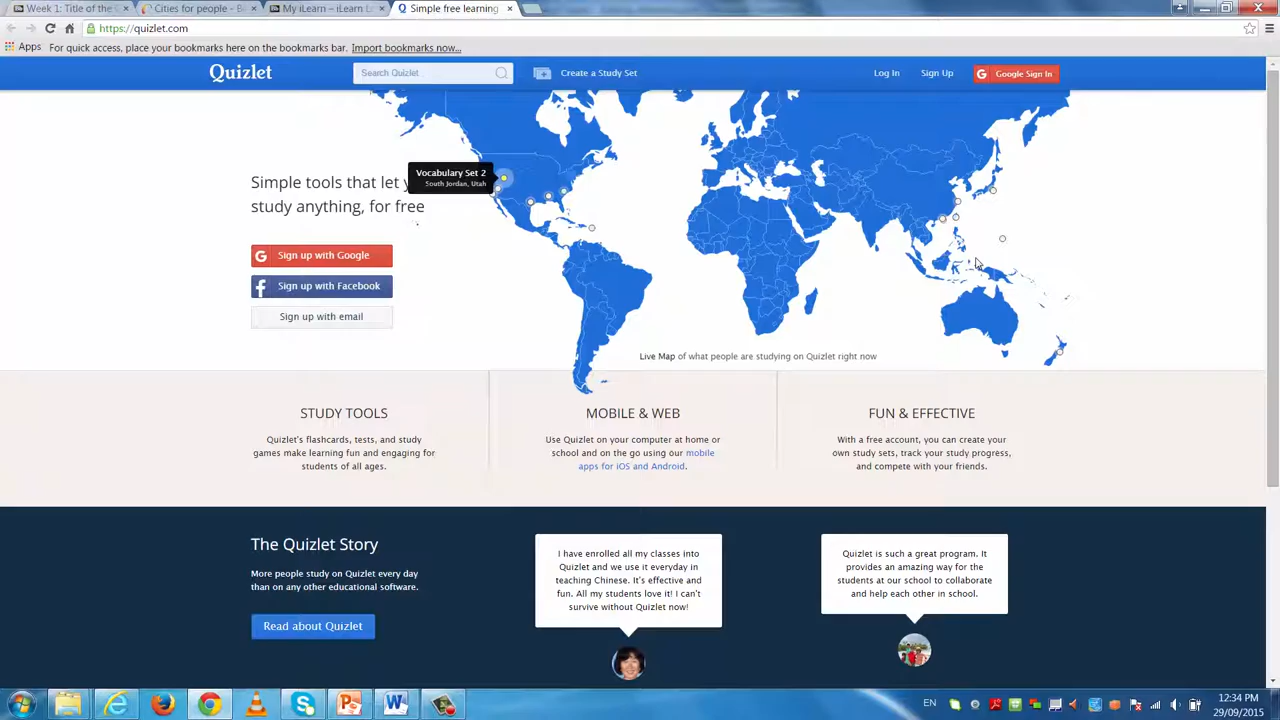 Week 1: Title of the
Cities for people - B
My iLearn – iLearn
Simple free learning
https://quizlet.com
Apps For quick access, place your bookmarks here on the bookmarks bar. Import bookmarks now...
Quizlet
Search Quizlet
Create a Study Set
Log In
Sign Up
Google Sign In
Vocabulary Set 2
South Jordan, Utah
Simple tools that let
study anything, for free
Sign up with Google
Sign up with Facebook
Sign up with email
Live Map of what people are studying on Quizlet right now
STUDY TOOLS
Quizlet's flashcards, tests, and study
games make learning fun and engaging for
students of all ages.
MOBILE & WEB
Use Quizlet on your computer at home or
school and on the go using our mobile
apps for iOS and Android.
FUN & EFFECTIVE
With a free account, you can create your
own study sets, track your study progress,
and compete with your friends.
The Quizlet Story
More people study on Quizlet every day
than on any other educational software.
Read about Quizlet
I have enrolled all my classes into
Quizlet and we use it everyday in
teaching Chinese. It's effective and
fun. All my students love it! I can't
survive without Quizlet now!
Quizlet is such a great program. It
provides an amazing way for the
students at our school to collaborate
and help each other in school.
EN
12:34 PM
29/09/2015